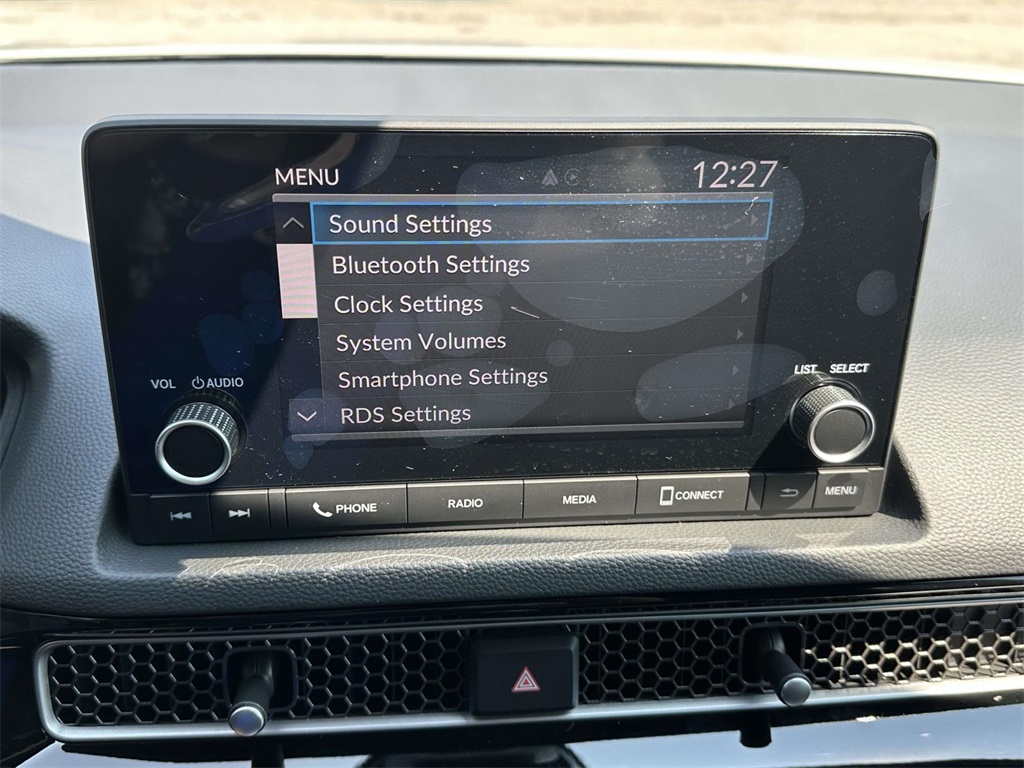 MENU
12:27
Sound Settings
Bluetooth Settings
Clock Settings
System Volumes
Smartphone Settings
RDS Settings
VOL AUDIO
LIST SELECT
PHONE
RADIO
MEDIA
CONNECT
MENU